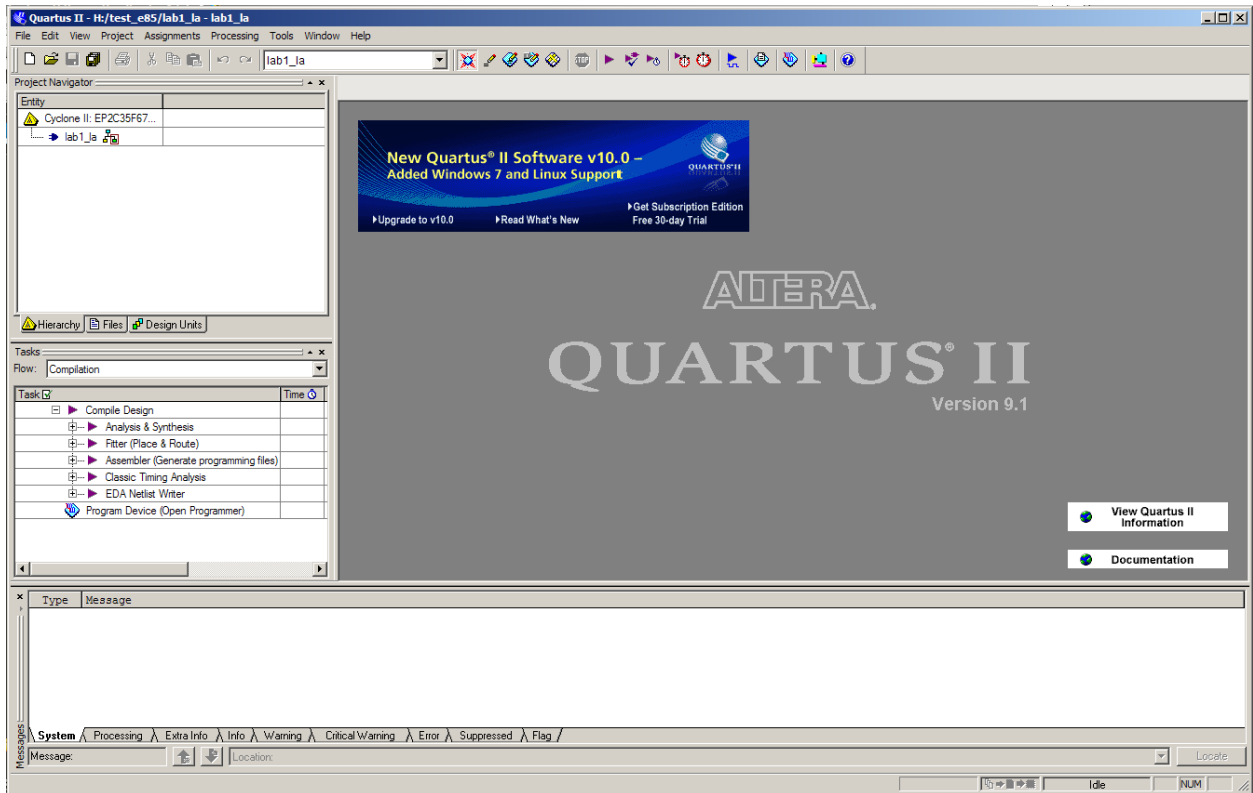 Quartus II - H:/test_e85/lab1_la - lab1_la
File Edit View Project Assignments Processing Tools Window Help
lab1_la
Project Navigator
Entity
Cyclone II: EP2C35F67...
lab1_la
Hierarchy Files Design Units
Tasks
Flow: Compilation
Task Time
Compile Design
Analysis & Synthesis
Fitter (Place & Route)
Assembler (Generate programming files)
Classic Timing Analysis
EDA Netlist Writer
Program Device (Open Programmer)
New Quartus® II Software v10.0 –
Added Windows 7 and Linux Support
QUARTUS II
Get Subscription Edition
Upgrade to v10.0 Read What's New Free 30-day Trial
ALTERA.
QUARTUS® II
Version 9.1
View Quartus II
Information
Documentation
Type Message
System Processing Extra Info Info Warning Critical Warning Error Suppressed Flag
Messages
Message: Location: Locate
Idle NUM